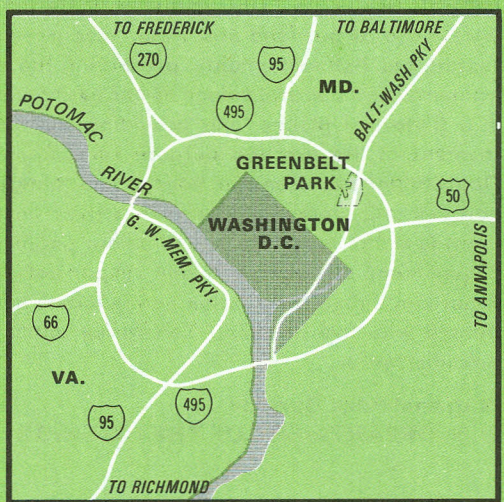 TO FREDERICK
TO BALTIMORE
270
95
MD.
495
BALT-WASH PKY
POTOMAC
RIVER
GREENBELT
PARK
50
WASHINGTON
D.C.
G. W. MEM. PKY.
TO ANNAPOLIS
66
VA.
495
95
TO RICHMOND